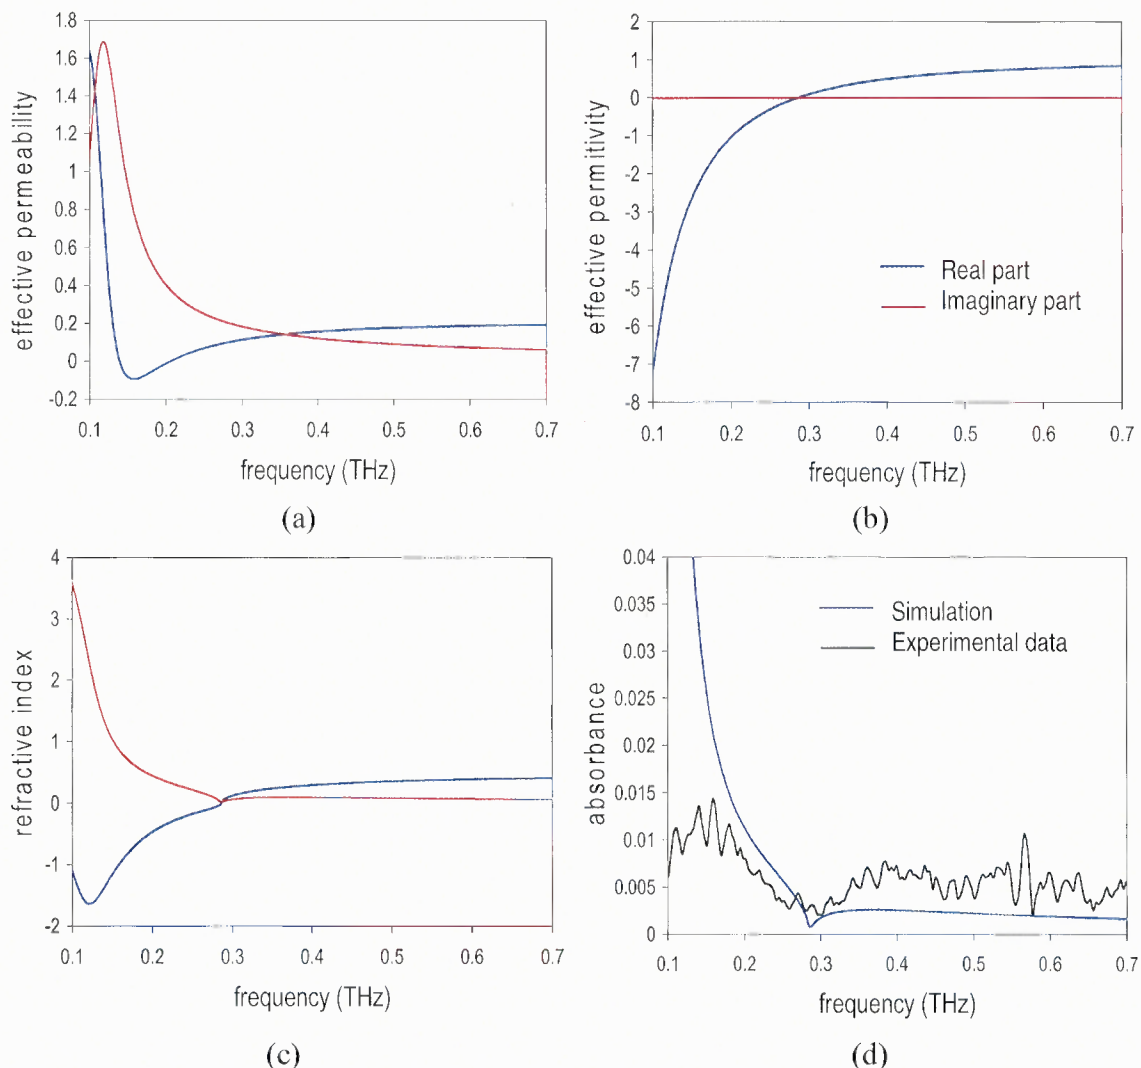 1.8
1.6
1.4
1.2
1
0.8
0.6
0.4
0.2
0
-0.2
effective permeability
0.1 0.2 0.3 0.4 0.5 0.6 0.7
frequency (THz)
(a)
2
1
0
-1
-2
-3
-4
-5
-6
-7
-8
effective permitivity
Real part
Imaginary part
0.1 0.2 0.3 0.4 0.5 0.6 0.7
frequency (THz)
(b)
4
3
2
1
0
-1
-2
refractive index
0.1 0.2 0.3 0.4 0.5 0.6 0.7
frequency (THz)
(c)
0.04
0.035
0.03
0.025
0.02
0.015
0.01
0.005
0
absorbance
Simulation
Experimental data
0.1 0.2 0.3 0.4 0.5 0.6 0.7
frequency (THz)
(d)